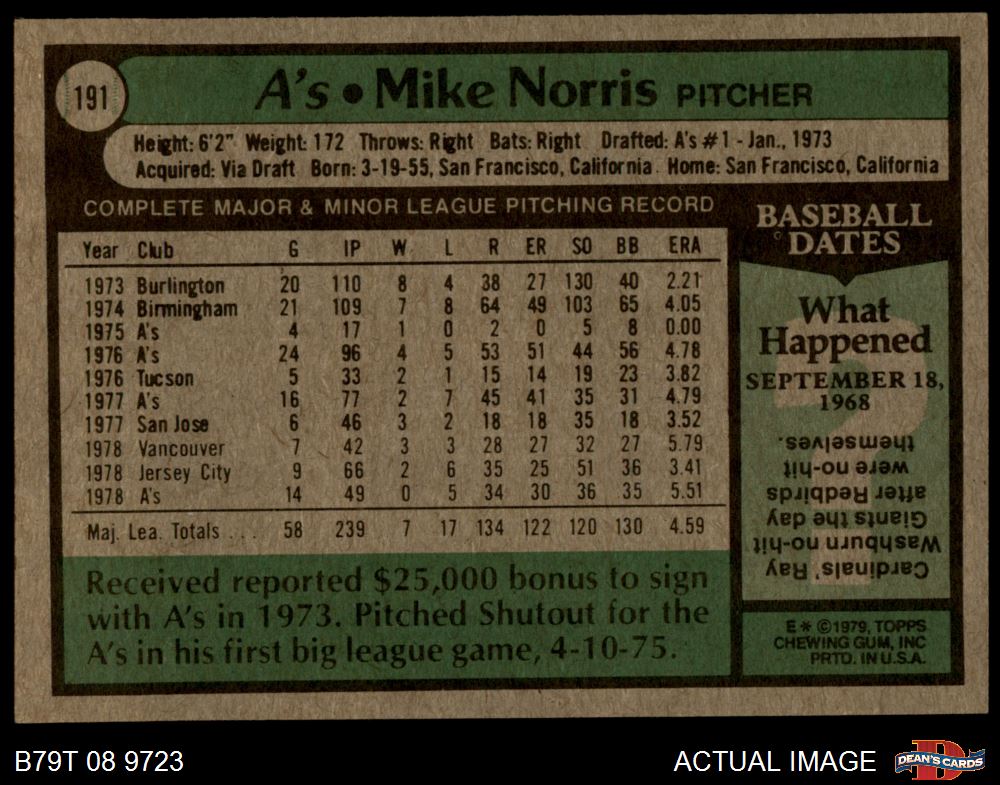 191
A's • Mike Norris PITCHER
Height: 6'2" Weight: 172 Throws: Right Bats: Right Drafted: A's #1 - Jan., 1973
Acquired: Via Draft Born: 3-19-55, San Francisco, California. Home: San Francisco, California
COMPLETE MAJOR & MINOR LEAGUE PITCHING RECORD
Year Club G IP W L R ER SO BB ERA
1973 Burlington 20 110 8 4 38 27 130 40 2.21
1974 Birmingham 21 109 7 8 64 49 103 65 4.05
1975 A's 4 17 1 0 2 0 5 8 0.00
1976 A's 24 96 4 5 53 51 44 56 4.78
1976 Tucson 5 33 2 1 15 14 19 23 3.82
1977 A's 16 77 2 7 45 41 35 31 4.79
1977 San Jose 6 46 3 2 18 18 35 18 3.52
1978 Vancouver 7 42 3 3 28 27 32 27 5.79
1978 Jersey City 9 66 2 6 35 25 51 36 3.41
1978 A's 14 49 0 5 34 30 36 35 5.51
Maj. Lea. Totals ... 58 239 7 17 134 122 120 130 4.59
Received reported $25,000 bonus to sign
with A's in 1973. Pitched Shutout for the
A's in his first big league game, 4-10-75.
BASEBALL
DATES
What
Happened
SEPTEMBER 18,
1968
Cardinals' Ray
Washburn no-hit
Giants the day
after Redbirds
were no-hit
themselves.
E* ©1979, TOPPS
CHEWING GUM, INC
PRTD. IN U.S.A.
B79T 08 9723
ACTUAL IMAGE
DEAN'S CARDS